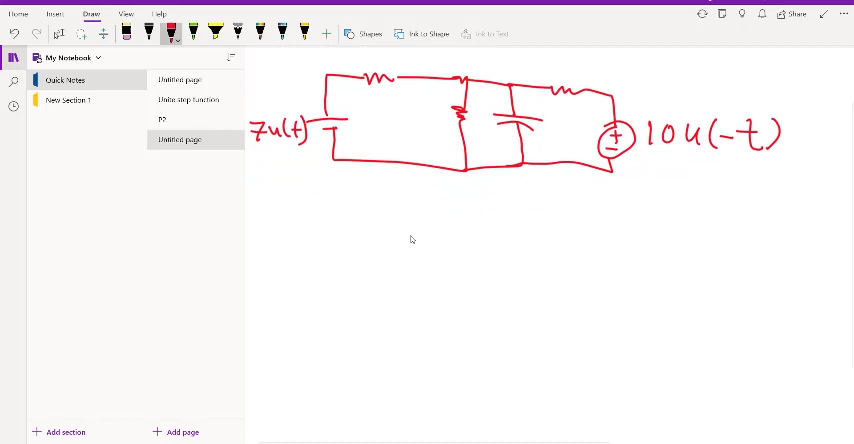 Home Insert Draw View Help
Share
Shapes Ink to Shape Ink to Text
My Notebook
Quick Notes
New Section 1
Untitled page
Unite step function
P2
Untitled page
7u(t)
+
−
10u(-t)
Add section Add page